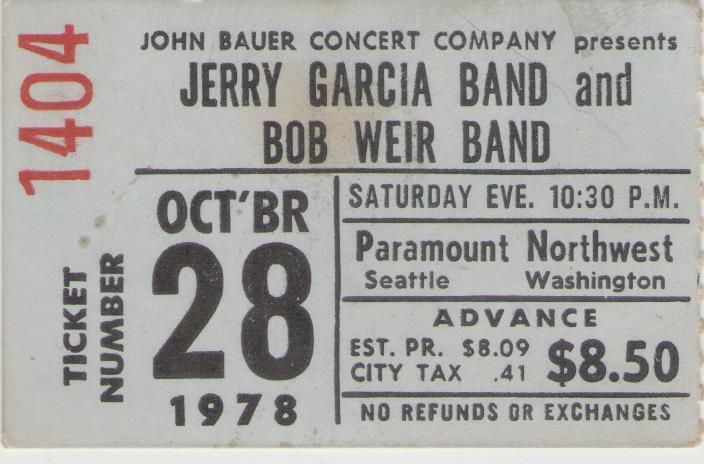 JOHN BAUER CONCERT COMPANY presents
JERRY GARCIA BAND and
BOB WEIR BAND
1404
TICKET
NUMBER
OCT'BR
28
1978
SATURDAY EVE. 10:30 P.M.
Paramount Northwest
Seattle Washington
ADVANCE
EST. PR. $8.09
CITY TAX .41
$8.50
NO REFUNDS OR EXCHANGES